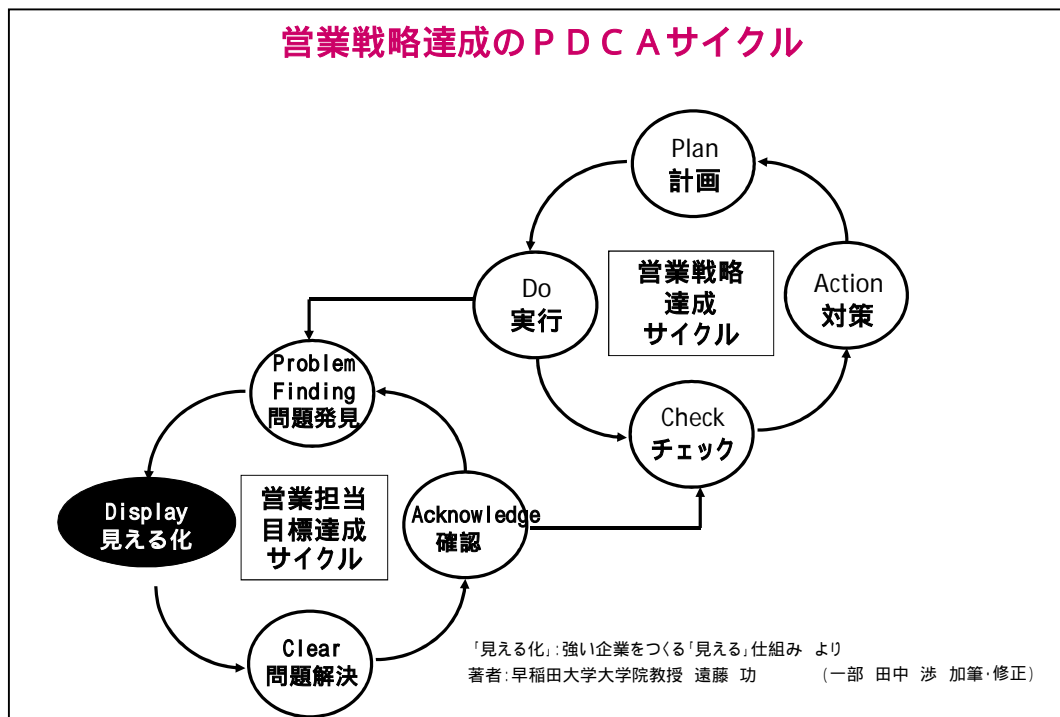 営業戦略達成のPDCAサイクル
Plan
計画
Do
実行
営業戦略
達成
サイクル
Action
対策
Check
チェック
Problem
Finding
問題発見
Display
見える化
営業担当
目標達成
サイクル
Acknowledge
確認
Clear
問題解決
「見える化」:強い企業をつくる「見える」仕組み より
著者:早稲田大学大学院教授 遠藤 功 (一部 田中 渉 加筆・修正)